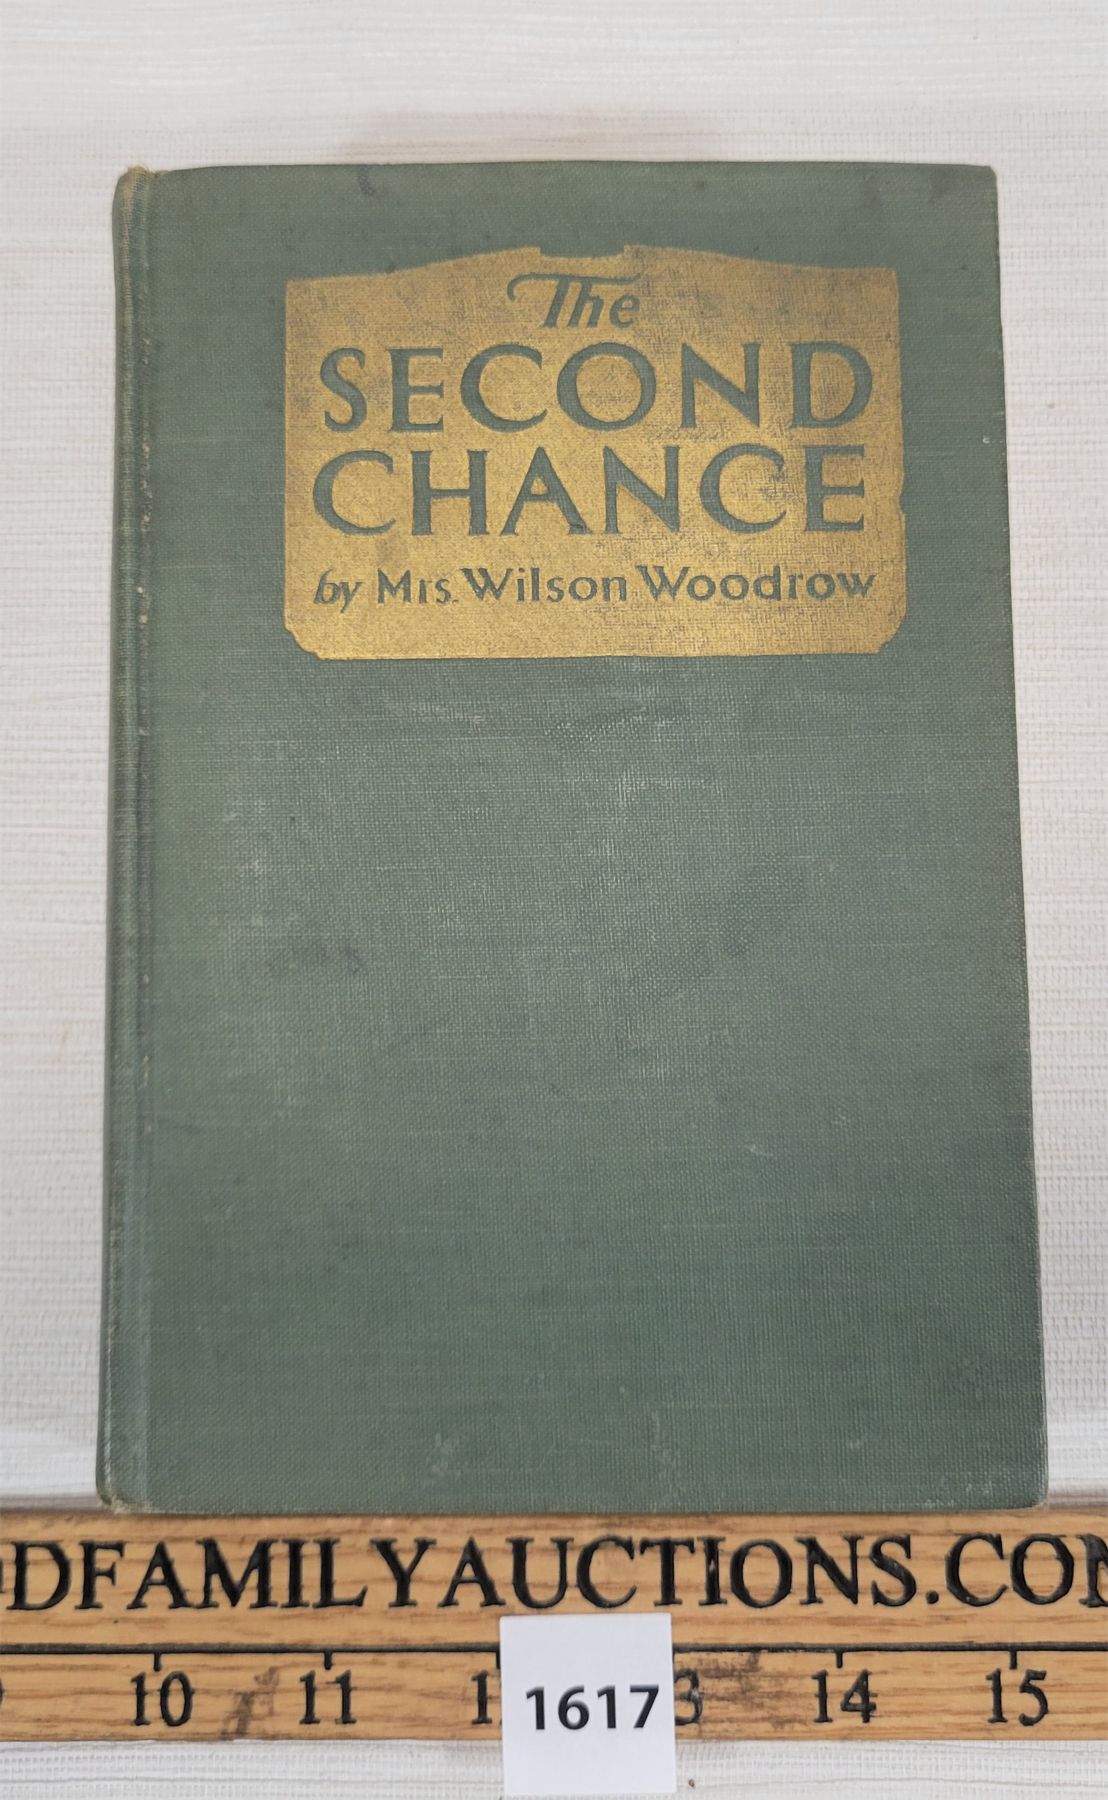 The
SECOND
CHANCE
by Mrs. Wilson Woodrow
DFAMILYAUCTIONS.CO
10 11 1 3 14 15
1617